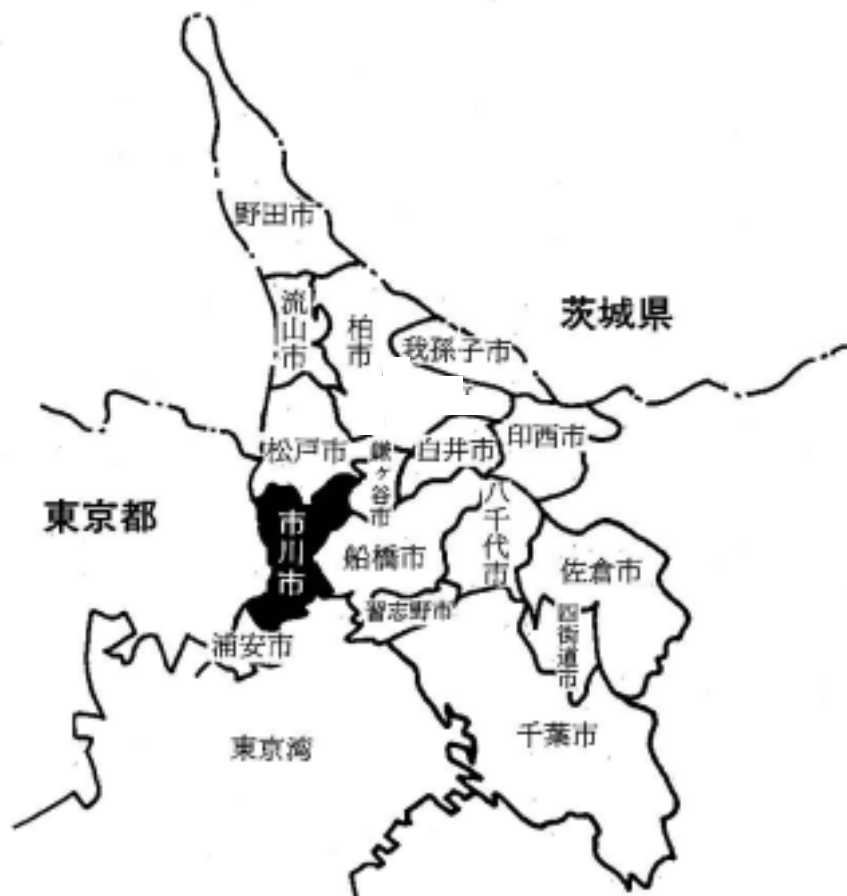 野田市
流山市
柏市
我孫子市
茨城県
松戸市
鎌ヶ谷市
白井市
印西市
東京都
市川市
船橋市
八千代市
佐倉市
習志野市
四街道市
浦安市
千葉市
東京湾